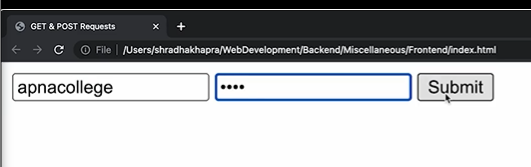 GET & POST Requests
File | /Users/shradhakhapra/WebDevelopment/Backend/Miscellaneous/Frontend/index.html
apnacollege •••• Submit